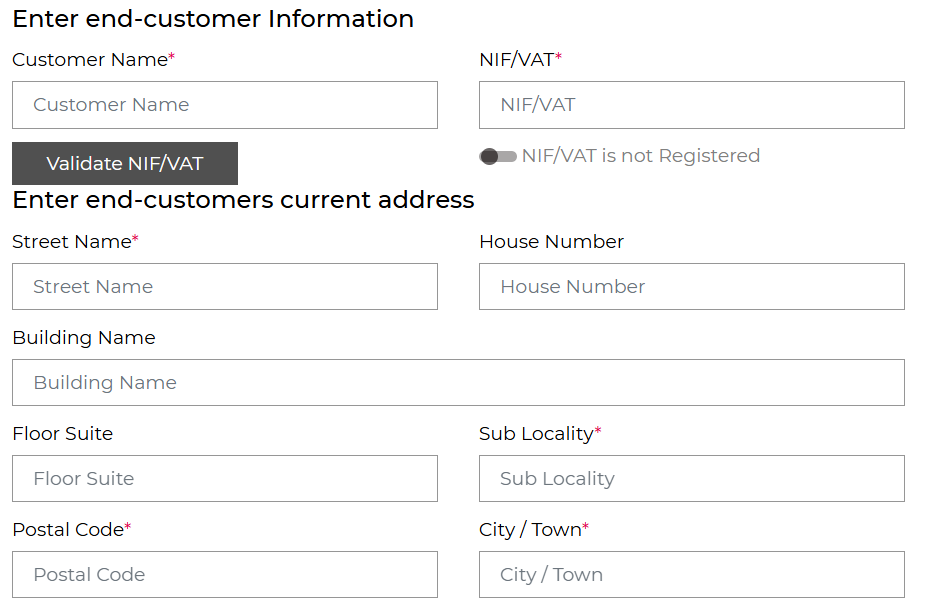 Enter end-customer Information
Customer Name* NIF/VAT*
Customer Name NIF/VAT
Validate NIF/VAT NIF/VAT is not Registered
Enter end-customers current address
Street Name* House Number
Street Name House Number
Building Name
Building Name
Floor Suite Sub Locality*
Floor Suite Sub Locality
Postal Code* City / Town*
Postal Code City / Town